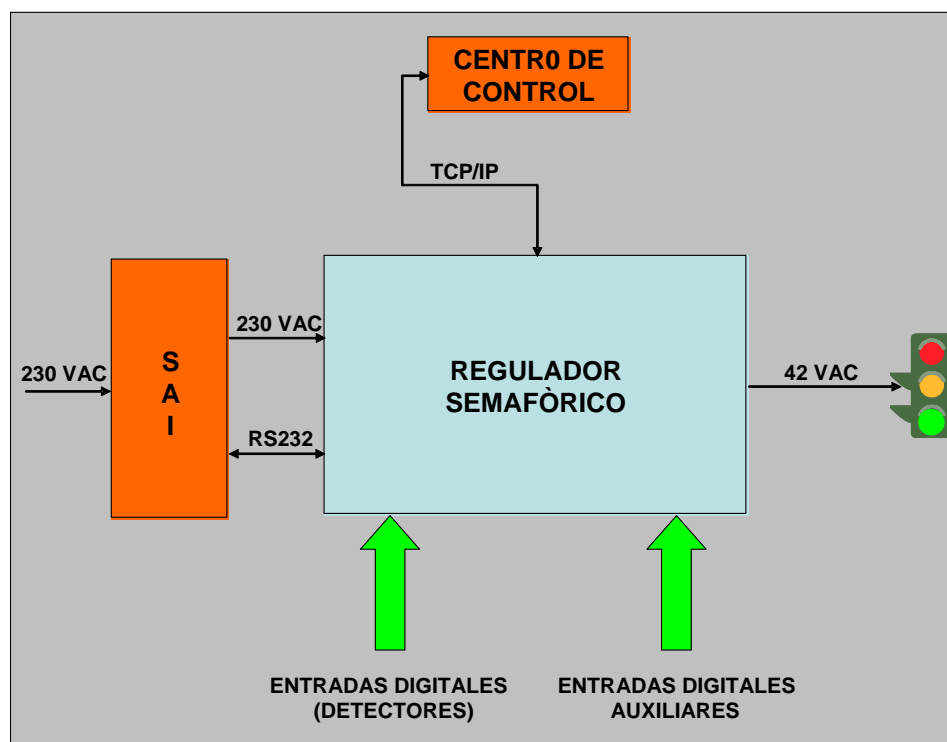 CENTR0 DE
CONTROL
TCP/IP
230 VAC
S
A
I
230 VAC
RS232
REGULADOR
SEMAFÒRICO
42 VAC
ENTRADAS DIGITALES
(DETECTORES)
ENTRADAS DIGITALES
AUXILIARES